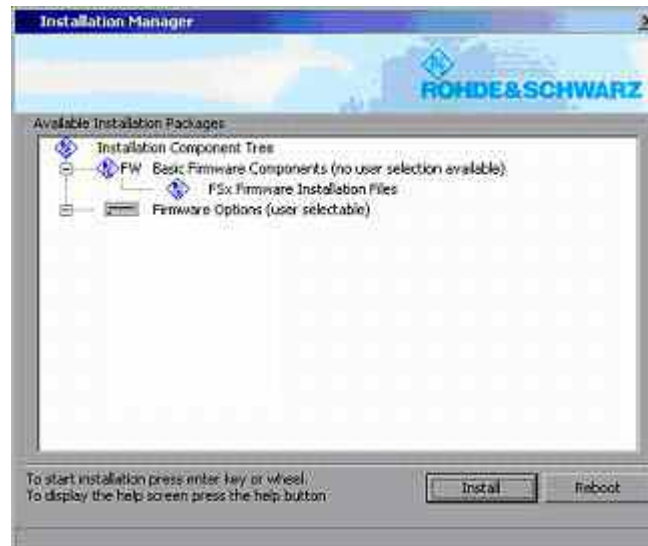 Installation Manager
ROHDE&SCHWARZ
Available Installation Packages
Installation Component Tree
FW Basic Firmware Components (no user selection available)
FSx Firmware Installation Files
Firmware Options (user selectable)
To start installation press enter key or wheel.
To display the help screen press the help button
Install
Reboot